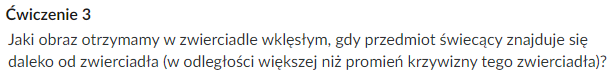 Ćwiczenie 3
Jaki obraz otrzymamy w zwierciadle wklęsłym, gdy przedmiot świecący znajduje się
daleko od zwierciadła (w odległości większej niż promień krzywizny tego zwierciadła)?